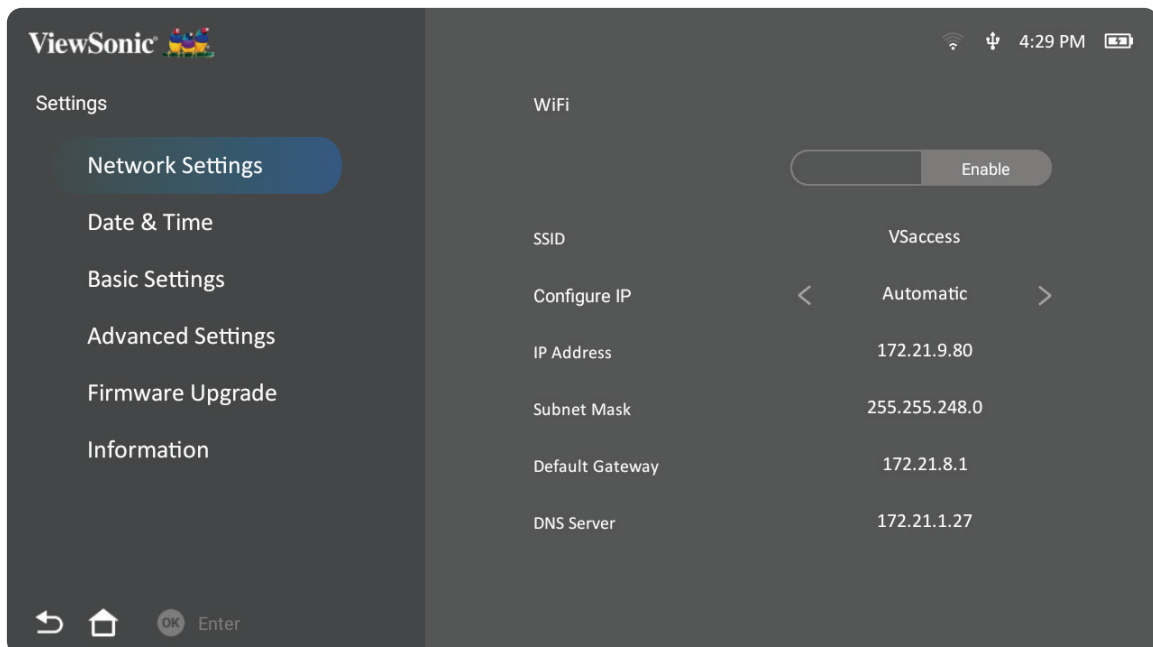 ViewSonic
4:29 PM
Settings
Network Settings
Date & Time
Basic Settings
Advanced Settings
Firmware Upgrade
Information
OK Enter
WiFi
Enable
SSID VSaccess
Configure IP < Automatic >
IP Address 172.21.9.80
Subnet Mask 255.255.248.0
Default Gateway 172.21.8.1
DNS Server 172.21.1.27